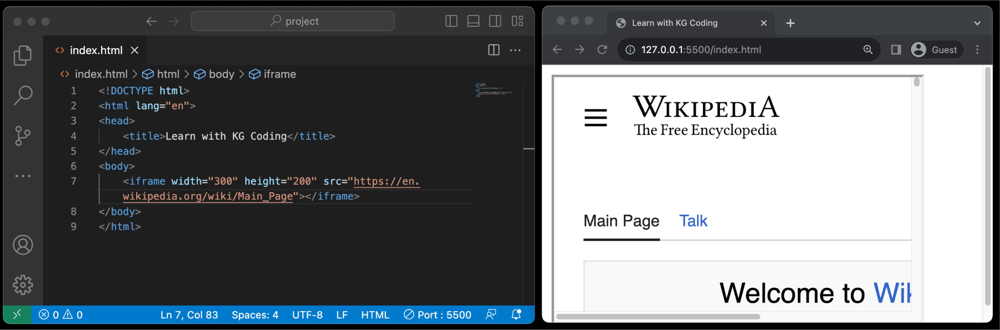 project
index.html
index.html > html > body > iframe
1 <!DOCTYPE html>
2 <html lang="en">
3 <head>
4 <title>Learn with KG Coding</title>
5 </head>
6 <body>
7 <iframe width="300" height="200" src="https://en.
wikipedia.org/wiki/Main_Page"></iframe>
8 </body>
9 </html>
0 0 Ln 7, Col 83 Spaces: 4 UTF-8 LF HTML Port : 5500
Learn with KG Coding
127.0.0.1:5500/index.html Guest
WIKIPEDIA
The Free Encyclopedia
Main Page Talk
Welcome to Wik